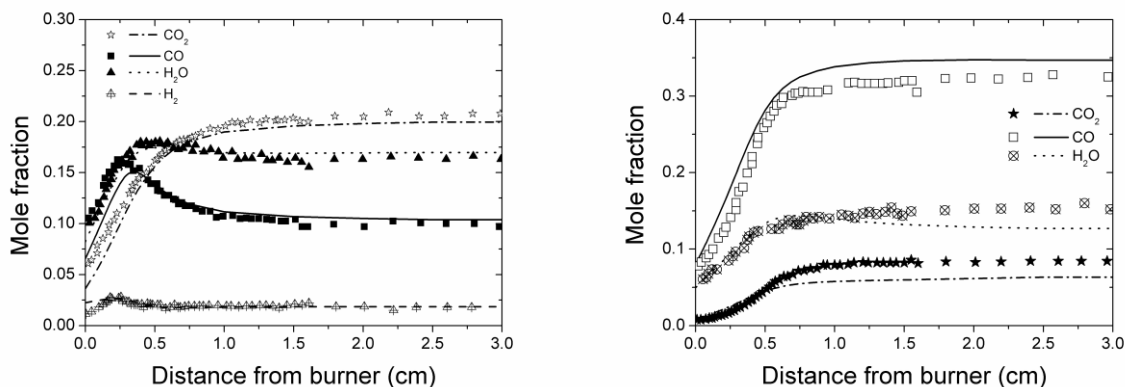 0.30
0.25
0.20
0.15
0.10
0.05
0.00
Mole fraction
CO2
CO
H2O
H2
0.0 0.5 1.0 1.5 2.0 2.5 3.0
Distance from burner (cm)
0.4
0.3
0.2
0.1
0.0
Mole fraction
CO2
CO
H2O
0.0 0.5 1.0 1.5 2.0 2.5 3.0
Distance from burner (cm)